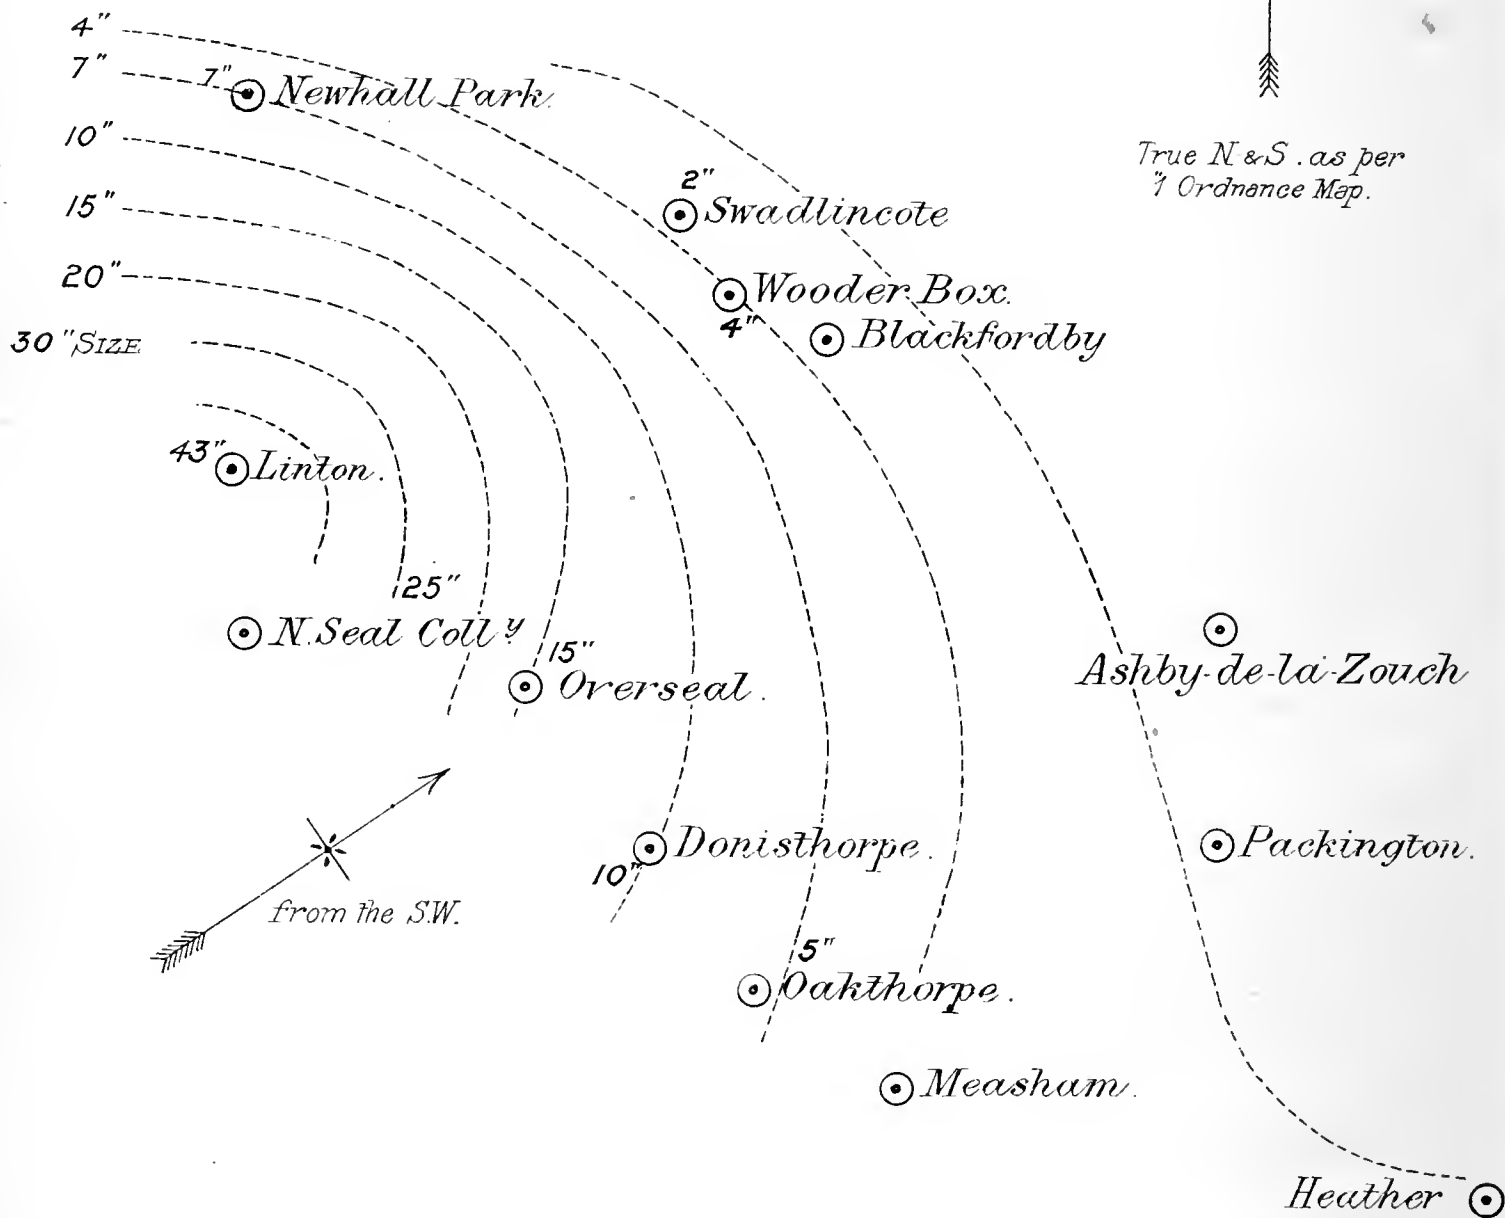 4"
7"
7" Newhall Park.
10"
True N & S. as per
1" Ordnance Map.
2"
15"
Swadlincote
20"
Wooder Box.
4"
Blackfordby
30" SIZE
43" Linton.
25"
N. Seal Coll^y
15"
Overseal.
Ashby-de-la-Zouch
Donisthorpe.
10"
Packington.
from the S.W.
5"
Oakthorpe.
Measham.
Heather